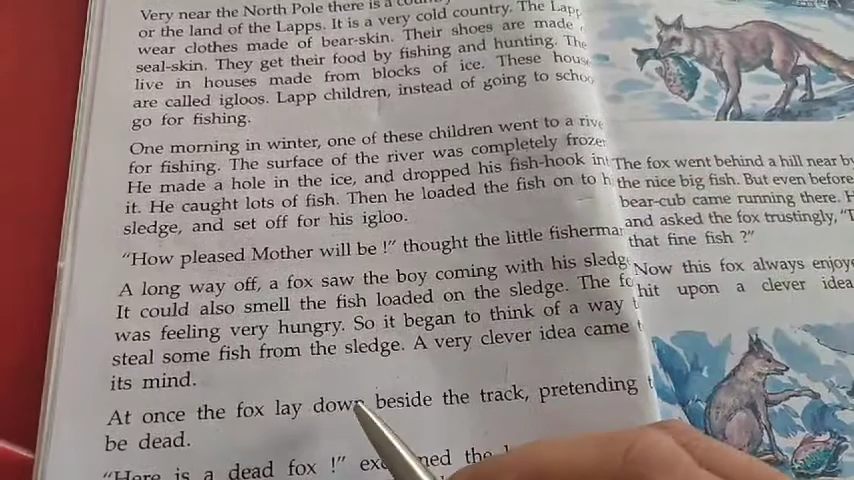 Very near the North Pole there is a
or the land of the Lapps. It is a very cold country. The Lapp
wear clothes made of bear-skin. Their shoes are made
seal-skin. They get their food by fishing and hunting. The
live in houses made from blocks of ice. These hous
are called igloos. Lapp children, instead of going to schoo
go for fishing.
One morning in winter, one of these children went to a rive
for fishing. The surface of the river was completely frozen
He made a hole in the ice, and dropped his fish-hook int
it. He caught lots of fish. Then he loaded the fish on to h
sledge, and set off for his igloo.
"How pleased Mother will be !" thought the little fisherman
A long way off, a fox saw the boy coming with his sledg
It could also smell the fish loaded on the sledge. The fo
was feeling very hungry. So it began to think of a way t
steal some fish from the sledge. A very clever idea came t
its mind.
At once the fox lay down beside the track, pretending t
be dead.
"Here is a dead fox !" the
The fox went behind a hill near by
the nice big fish. But even before
bear-cub came running there. H
and asked the fox trustingly,
that fine fish ?"
Now this fox always enjoye
hit upon a clever idea